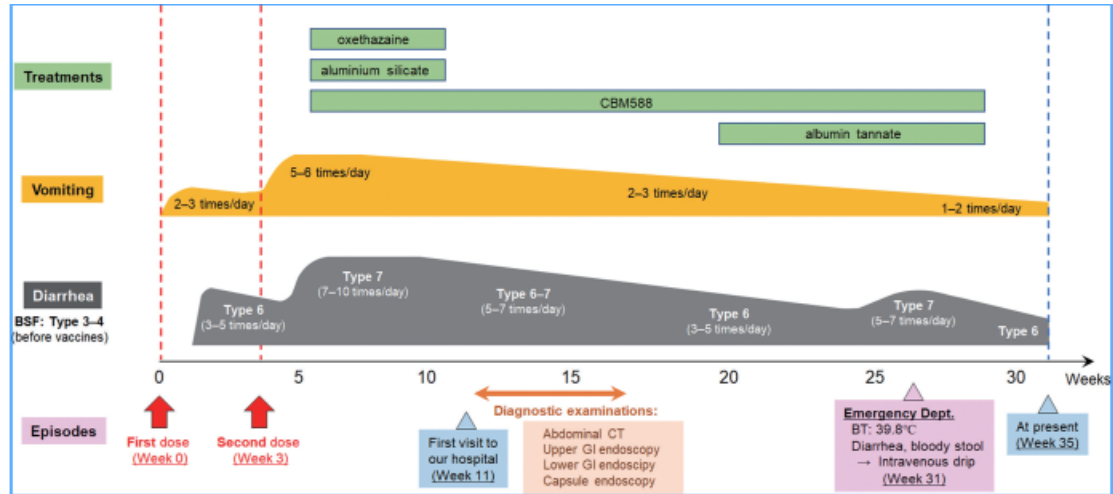 Treatments
oxethazaine
aluminium silicate
CBM588
albumin tannate
Vomiting
2–3 times/day
5–6 times/day
2–3 times/day
1–2 times/day
Diarrhea
BSF: Type 3–4
(before vaccines)
Type 6
(3–5 times/day)
Type 7
(7–10 times/day)
Type 6–7
(5–7 times/day)
Type 6
(3–5 times/day)
Type 7
(5–7 times/day)
Type 6
0 5 10 15 20 25 30 Weeks
Episodes
First dose
(Week 0)
Second dose
(Week 3)
First visit to
our hospital
(Week 11)
Diagnostic examinations:
Abdominal CT
Upper GI endoscopy
Lower GI endoscipy
Capsule endoscopy
Emergency Dept.
BT: 39.8℃
Diarrhea, bloody stool
→ Intravenous drip
(Week 31)
At present
(Week 35)